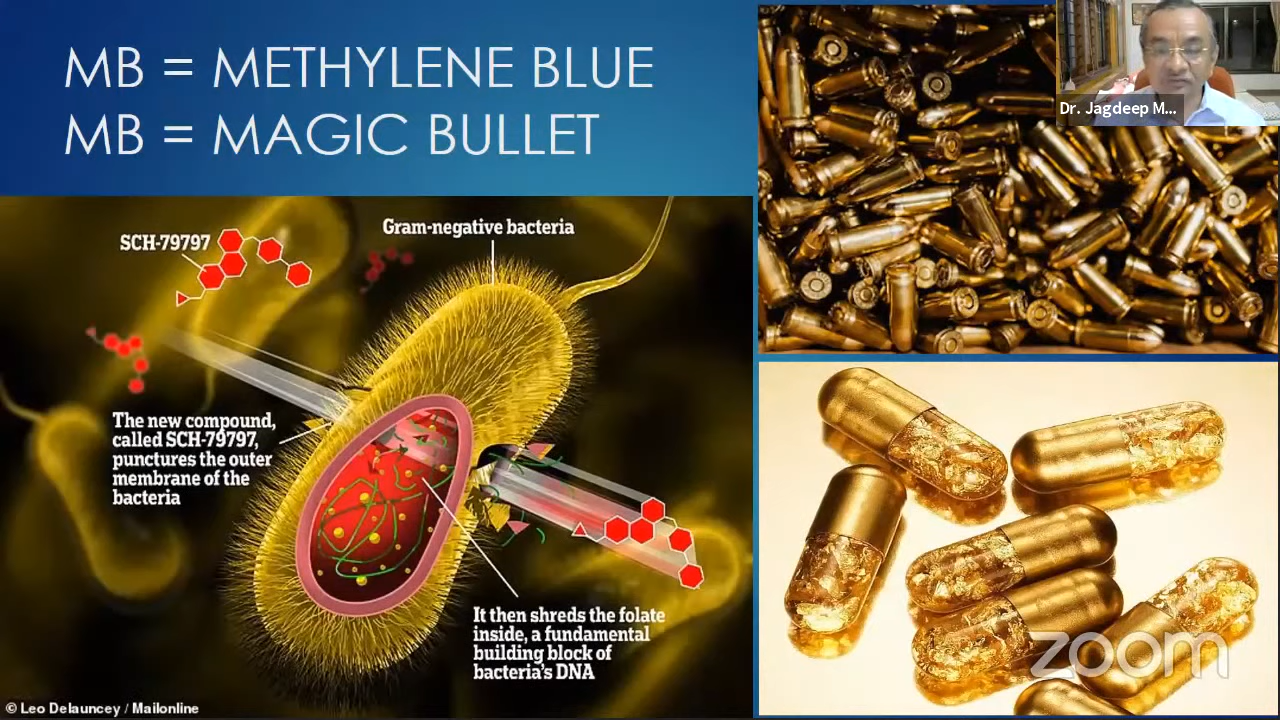 MB = METHYLENE BLUE
MB = MAGIC BULLET
Dr. Jagdeep M...
SCH-79797
Gram-negative bacteria
The new compound,
called SCH-79797,
punctures the outer
membrane of the
bacteria
It then shreds the folate
inside, a fundamental
building block of
bacteria's DNA
© Leo Delauncey / Mailonline
zoom